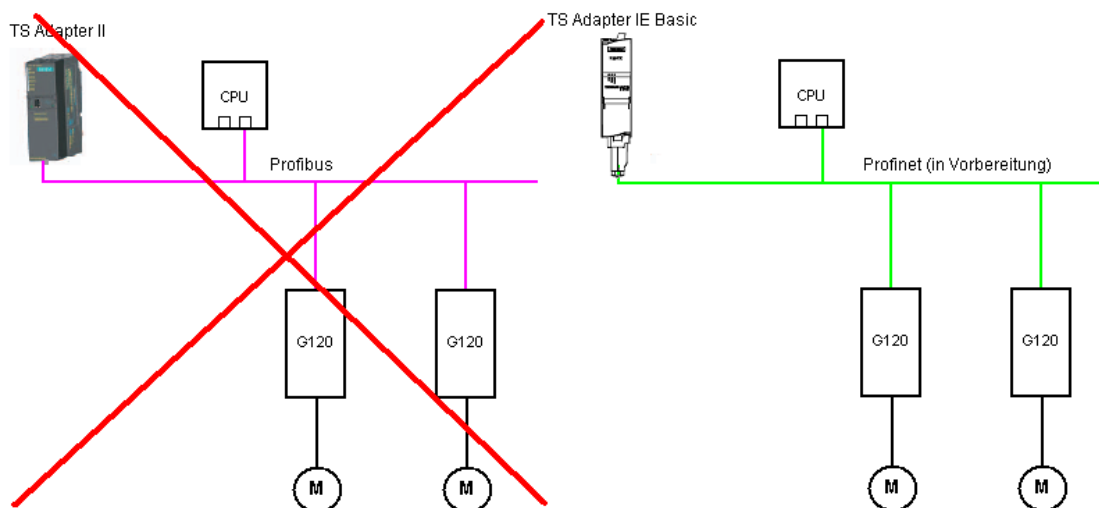 TS Adapter II
TS Adapter IE Basic
CPU
CPU
Profibus
Profinet (in Vorbereitung)
G120
G120
G120
G120
M
M
M
M